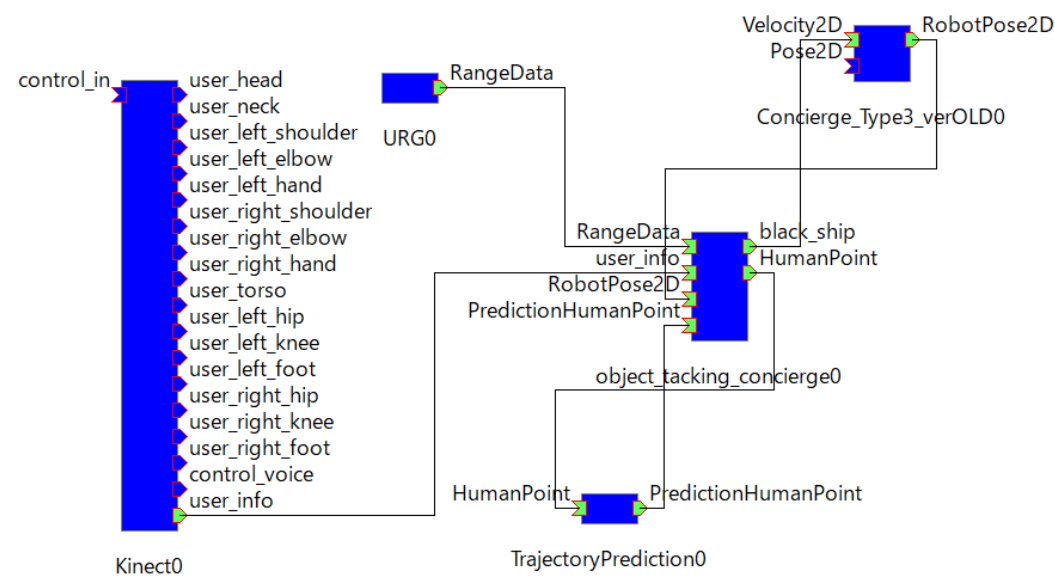 control_in
user_head
user_neck
user_left_shoulder
user_left_elbow
user_left_hand
user_right_shoulder
user_right_elbow
user_right_hand
user_torso
user_left_hip
user_left_knee
user_left_foot
user_right_hip
user_right_knee
user_right_foot
control_voice
user_info
Kinect0
RangeData
URG0
Velocity2D
Pose2D
RobotPose2D
Concierge_Type3_verOLD0
RangeData
user_info
RobotPose2D
PredictionHumanPoint
black_ship
HumanPoint
object_tacking_concierge0
HumanPoint
PredictionHumanPoint
TrajectoryPrediction0